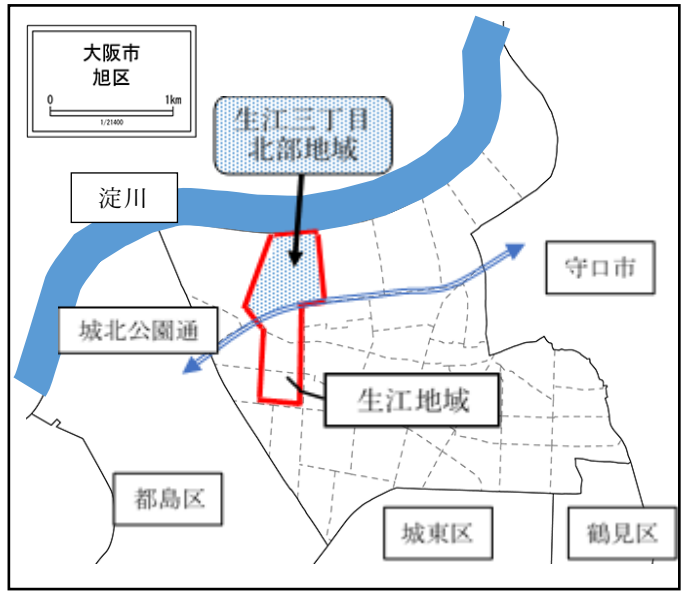 大阪市
旭区
0 1km
1/21400
生江三丁目
北部地域
淀川
守口市
城北公園通
生江地域
都島区
城東区
鶴見区